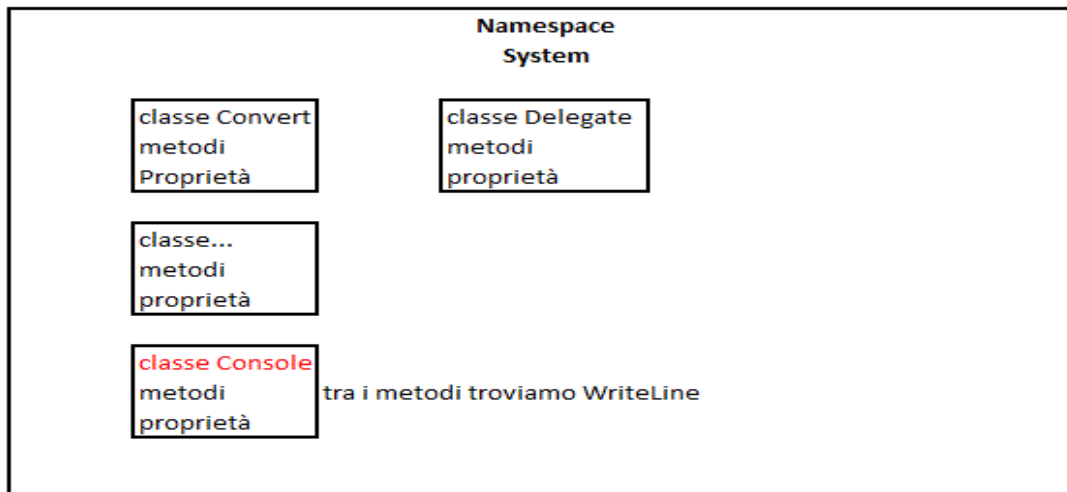 Namespace
System
classe Convert
metodi
Proprietà
classe Delegate
metodi
proprietà
classe...
metodi
proprietà
classe Console
metodi
proprietà
tra i metodi troviamo WriteLine